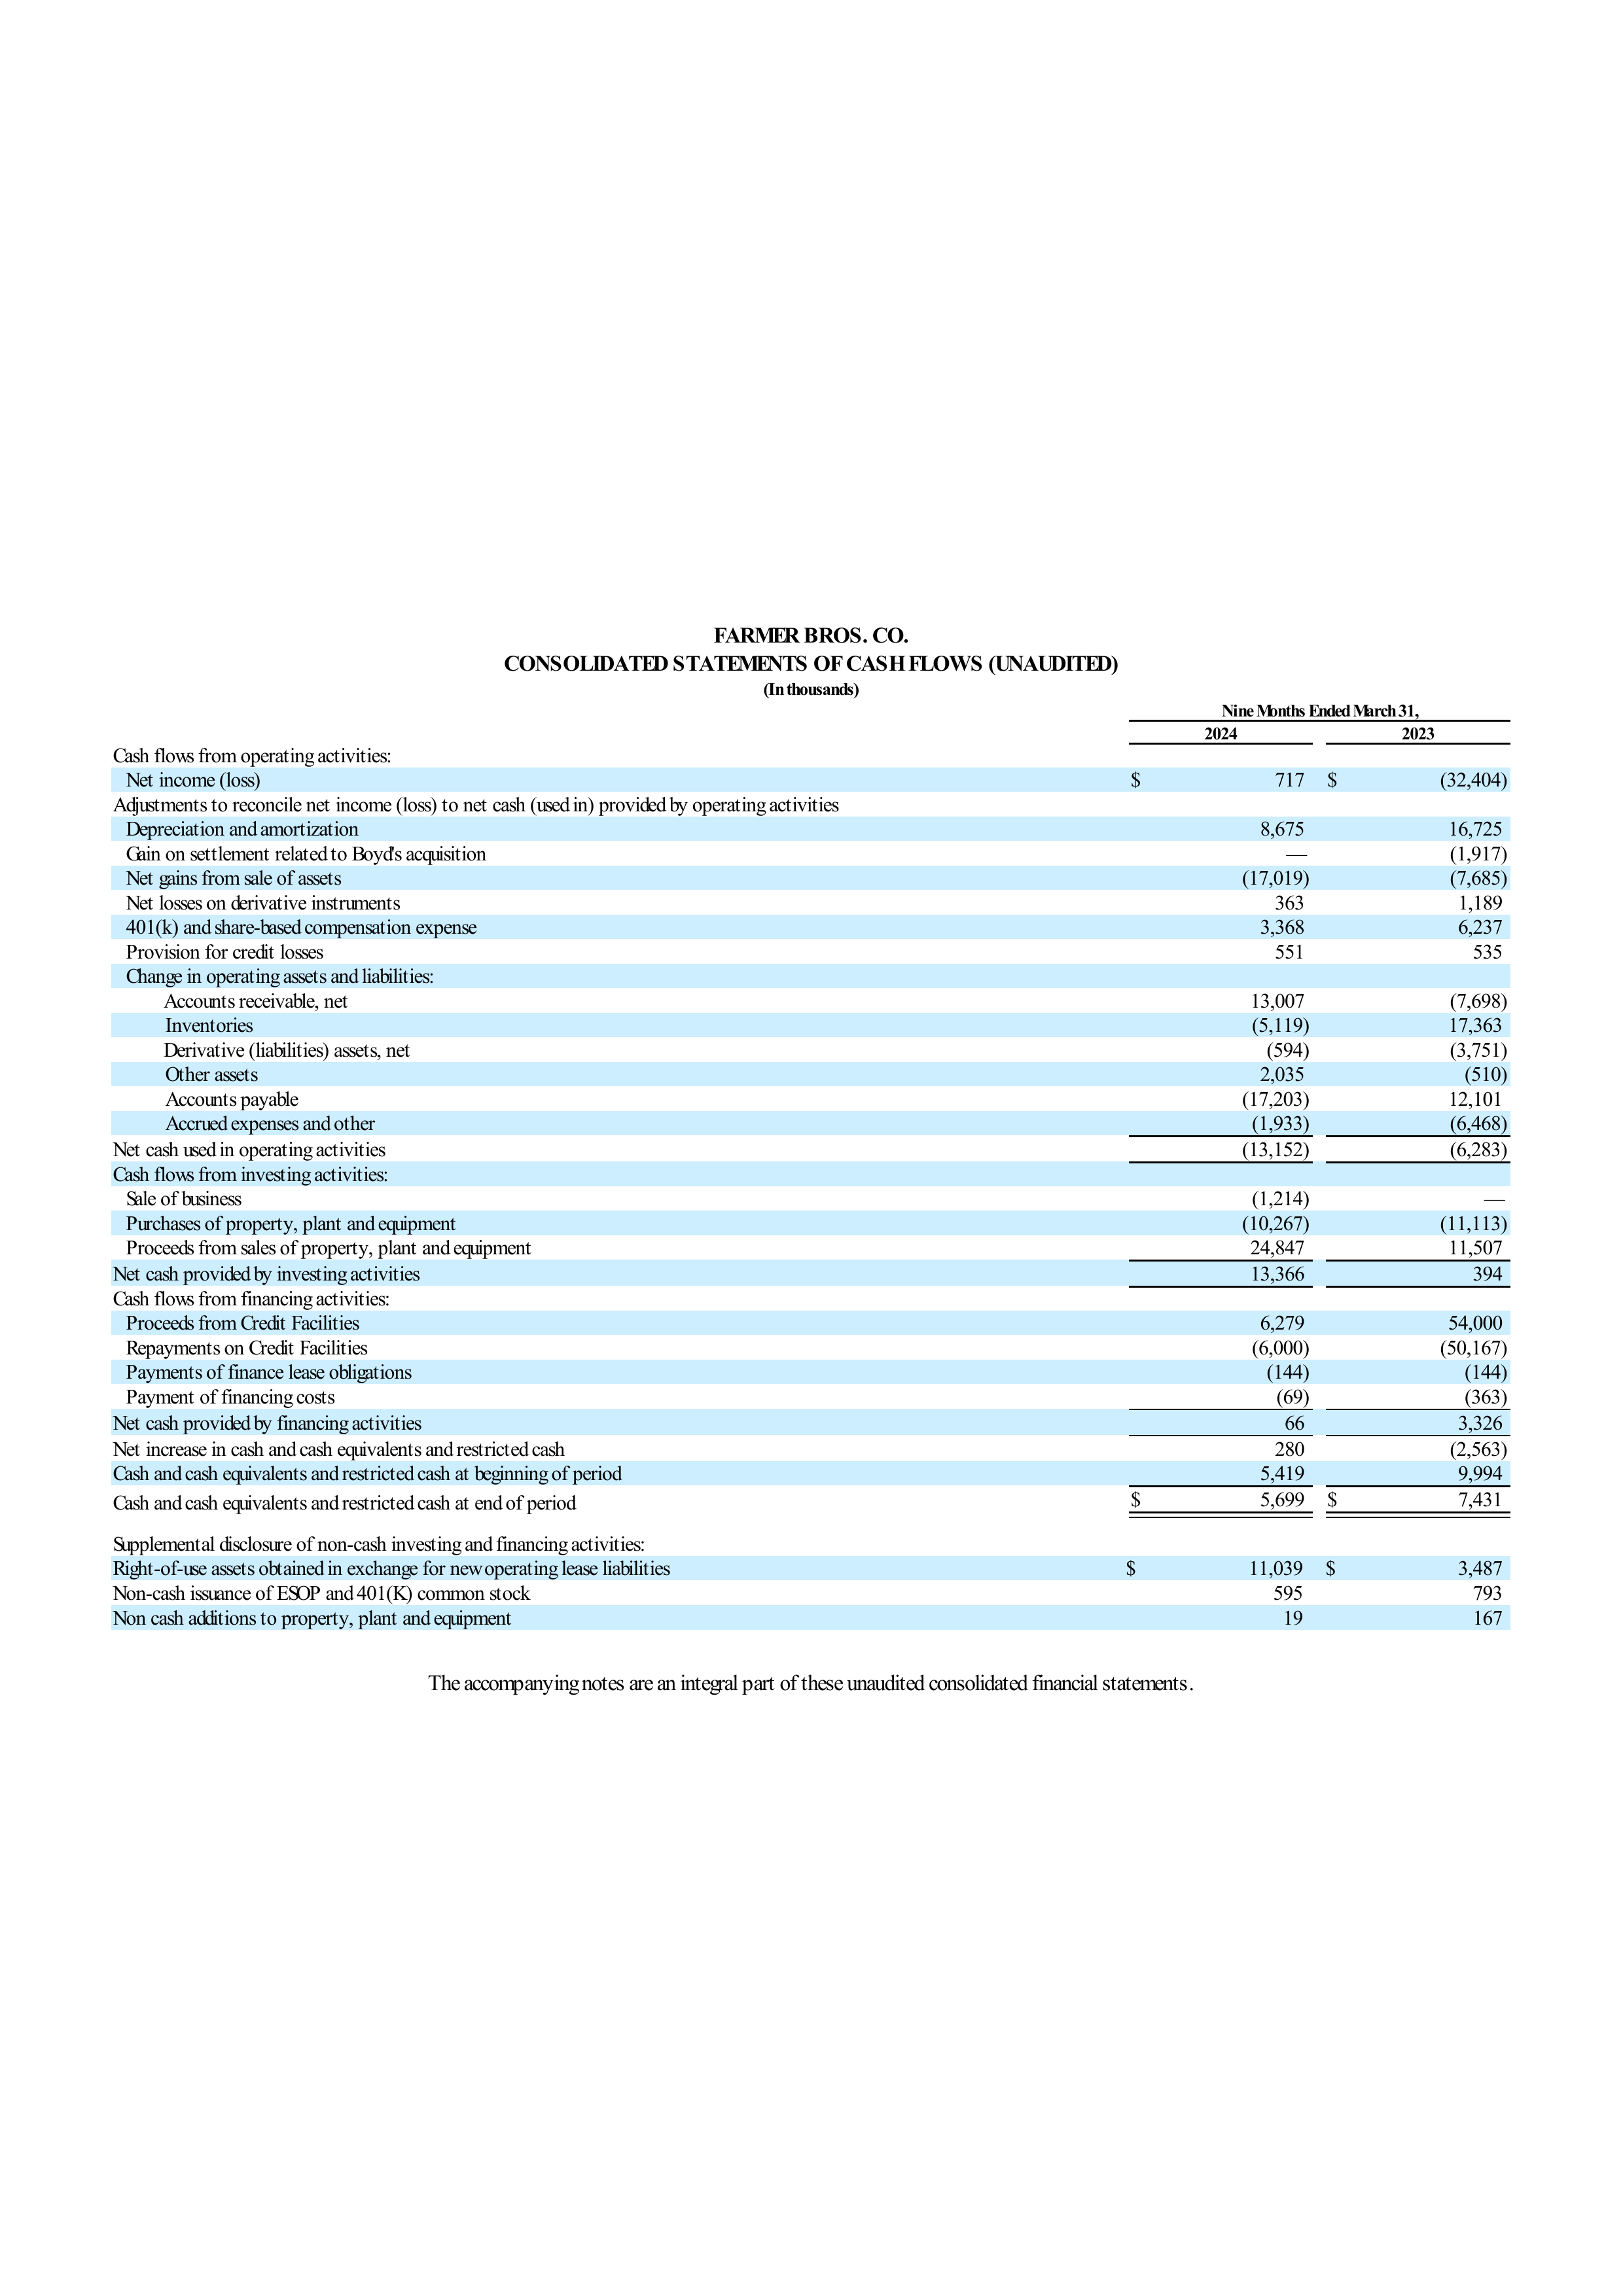 FARMER BROS. CO.
CONSOLIDATED STATEMENTS OF CASH FLOWS (UNAUDITED)
(In thousands)
Nine Months Ended March 31,
2024 2023
Cash flows from operating activities:
Net income (loss) $ 717 $ (32,404)
Adjustments to reconcile net income (loss) to net cash (used in) provided by operating activities
Depreciation and amortization 8,675 16,725
Gain on settlement related to Boyd's acquisition — (1,917)
Net gains from sale of assets (17,019) (7,685)
Net losses on derivative instruments 363 1,189
401(k) and share-based compensation expense 3,368 6,237
Provision for credit losses 551 535
Change in operating assets and liabilities:
Accounts receivable, net 13,007 (7,698)
Inventories (5,119) 17,363
Derivative (liabilities) assets, net (594) (3,751)
Other assets 2,035 (510)
Accounts payable (17,203) 12,101
Accrued expenses and other (1,933) (6,468)
Net cash used in operating activities (13,152) (6,283)
Cash flows from investing activities:
Sale of business (1,214) —
Purchases of property, plant and equipment (10,267) (11,113)
Proceeds from sales of property, plant and equipment 24,847 11,507
Net cash provided by investing activities 13,366 394
Cash flows from financing activities:
Proceeds from Credit Facilities 6,279 54,000
Repayments on Credit Facilities (6,000) (50,167)
Payments of finance lease obligations (144) (144)
Payment of financing costs (69) (363)
Net cash provided by financing activities 66 3,326
Net increase in cash and cash equivalents and restricted cash 280 (2,563)
Cash and cash equivalents and restricted cash at beginning of period 5,419 9,994
Cash and cash equivalents and restricted cash at end of period $ 5,699 $ 7,431
Supplemental disclosure of non-cash investing and financing activities:
Right-of-use assets obtained in exchange for new operating lease liabilities $ 11,039 $ 3,487
Non-cash issuance of ESOP and 401(K) common stock 595 793
Non cash additions to property, plant and equipment 19 167
The accompanying notes are an integral part of these unaudited consolidated financial statements.